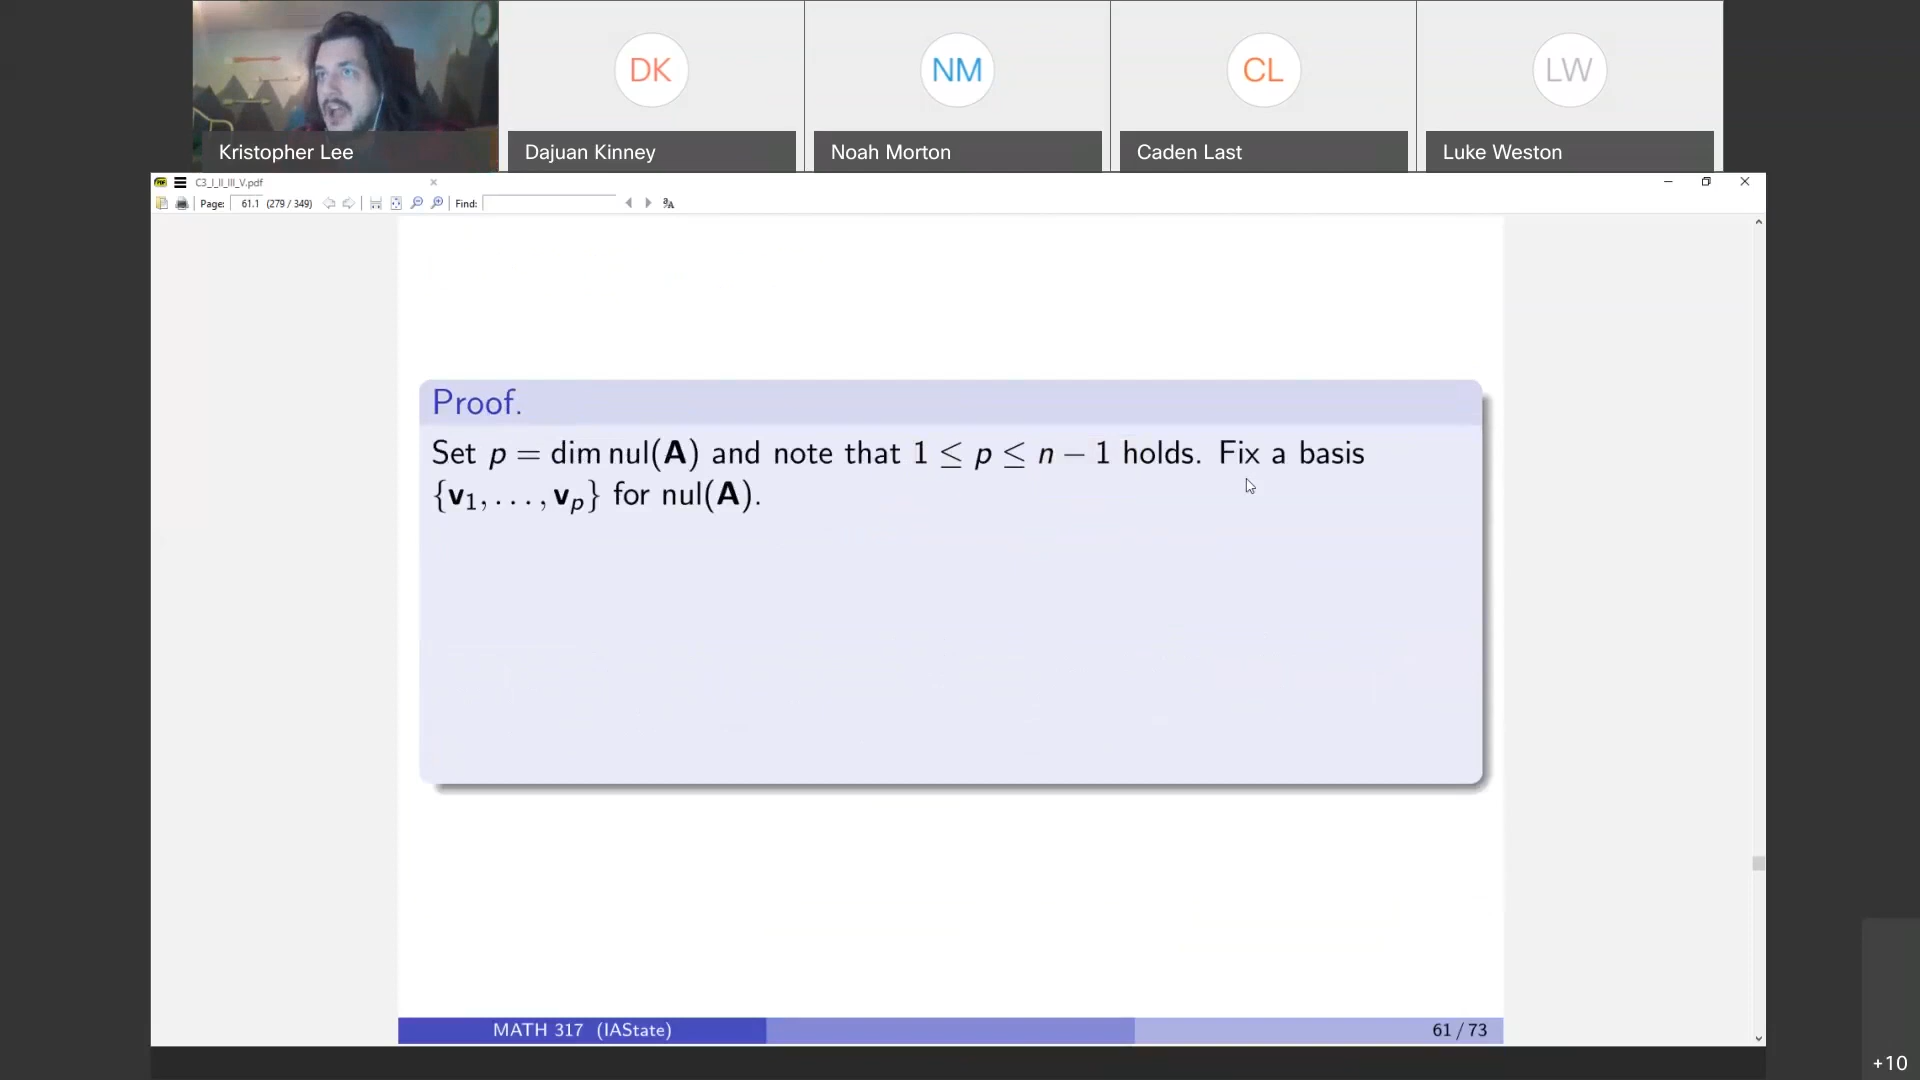 DK
NM
CL
LW
Kristopher Lee
Dajuan Kinney
Noah Morton
Caden Last
Luke Weston
C3_I_II_III_V.pdf
Page: 61.1 (279 / 349) Find:
Proof.
Set p = dim nul(A) and note that 1 ≤ p ≤ n − 1 holds. Fix a basis
{v₁, . . . , vₚ} for nul(A).
MATH 317 (IAState) 61 / 73
+10